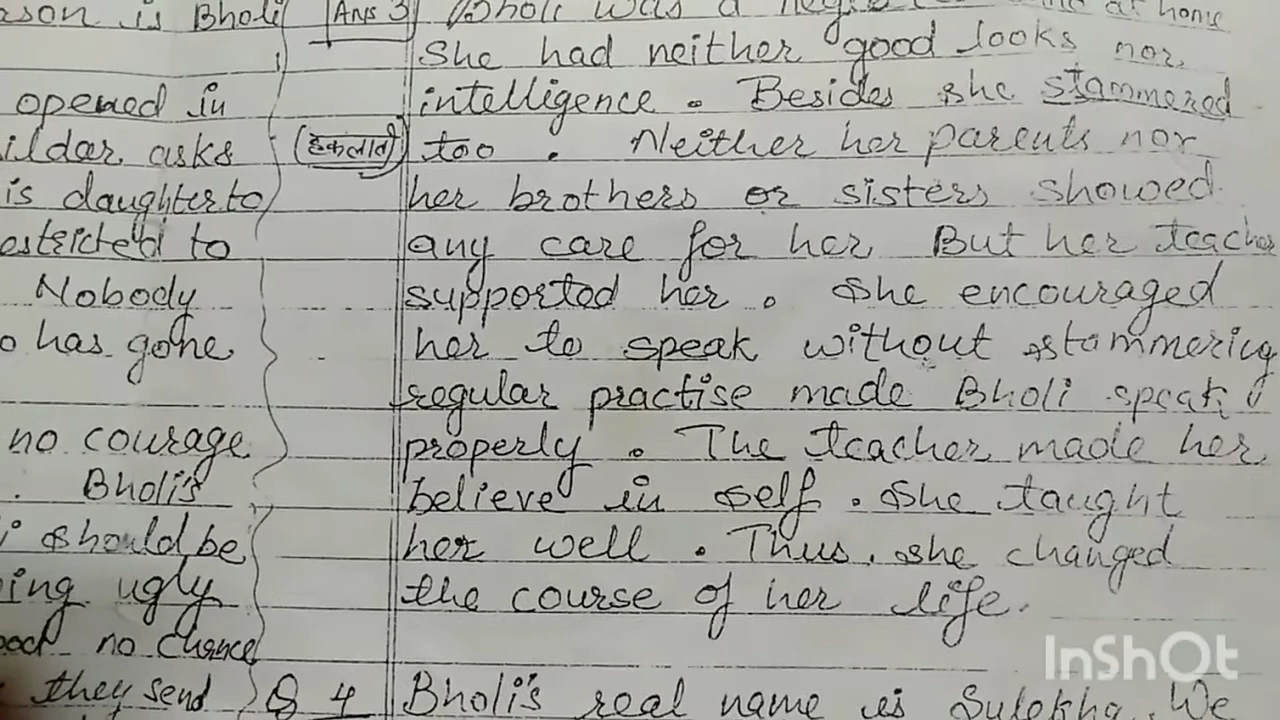 rson is Bholi
opened in
ildar asks
is daughter to
estricted to
Nobody
o has gone
no courage
. Bholi's
i should be
ing ugly
ood no chance
they send
Ans 3 Bholi was a at home
She had neither good looks nor
intelligence. Besides she stammered
(हकलाना) too. Neither her parents nor
her brothers or sisters showed
any care for her But her teacher
supported her. She encouraged
her to speak without stammering
regular practise made Bholi speak
properly. The teacher made her
believe in self. She taught
her well. Thus, she changed
the course of her life.
Q 4 Bholi's real name is Sulekha. We
InShOt